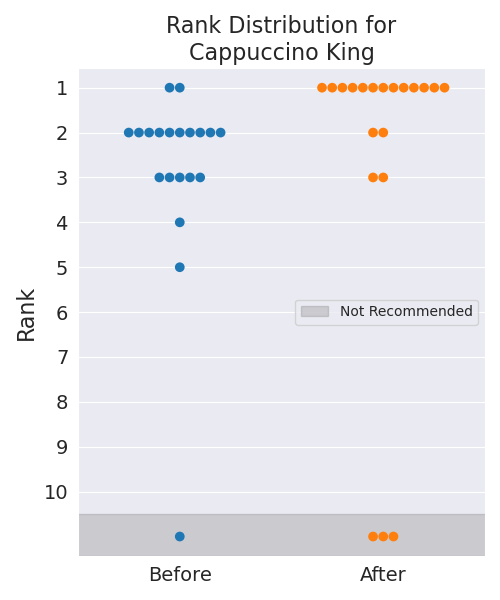 Rank Distribution for
Cappuccino King
1
2
3
4
5
6
7
8
9
10
Rank
Not Recommended
Before
After